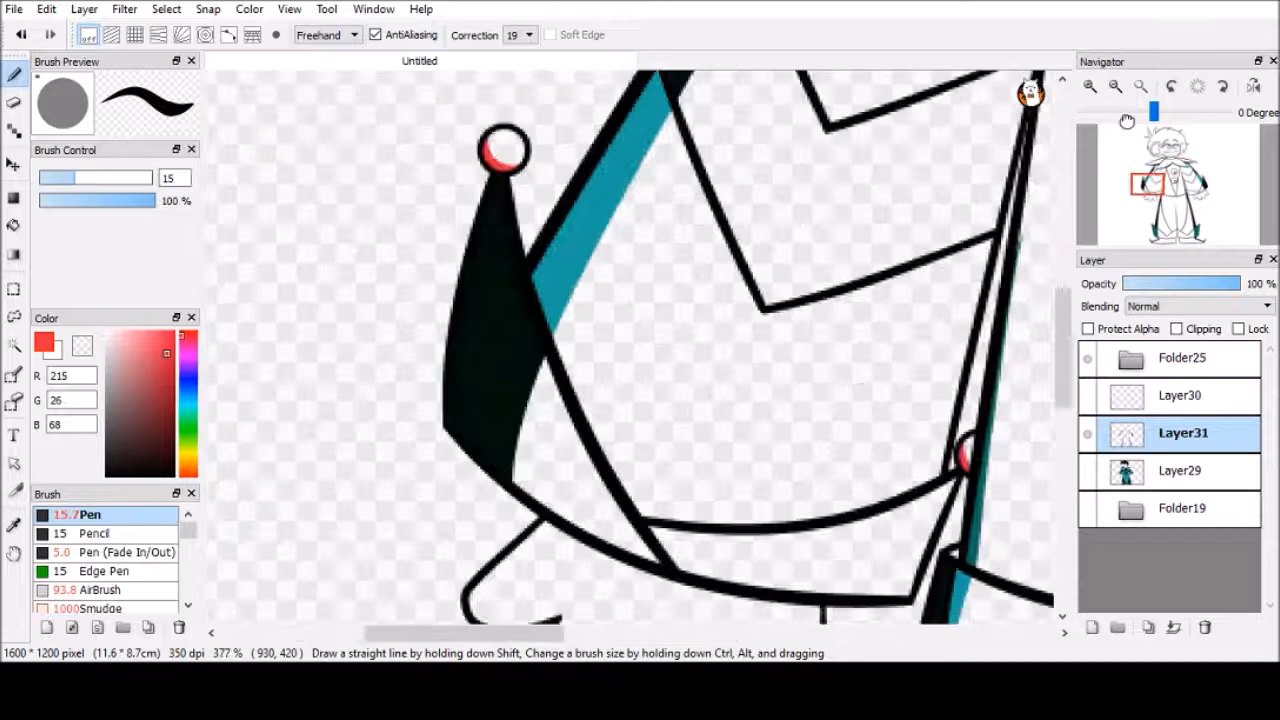 File Edit Layer Filter Select Snap Color View Tool Window Help
off Freehand AntiAliasing Correction 19 Soft Edge
Brush Preview
Untitled
Navigator
0 Degree
Brush Control
15
100 %
Layer
Opacity 100 %
Blending Normal
Protect Alpha Clipping Lock
Color
R 215
G 26
B 68
Folder25
Layer30
Layer31
Layer29
Folder19
Brush
15.7 Pen
15 Pencil
5.0 Pen (Fade In/Out)
15 Edge Pen
93.8 AirBrush
1000 Smudge
1600 * 1200 pixel (11.6 * 8.7cm) 350 dpi 377 % ( 930, 420 ) Draw a straight line by holding down Shift, Change a brush size by holding down Ctrl, Alt, and dragging